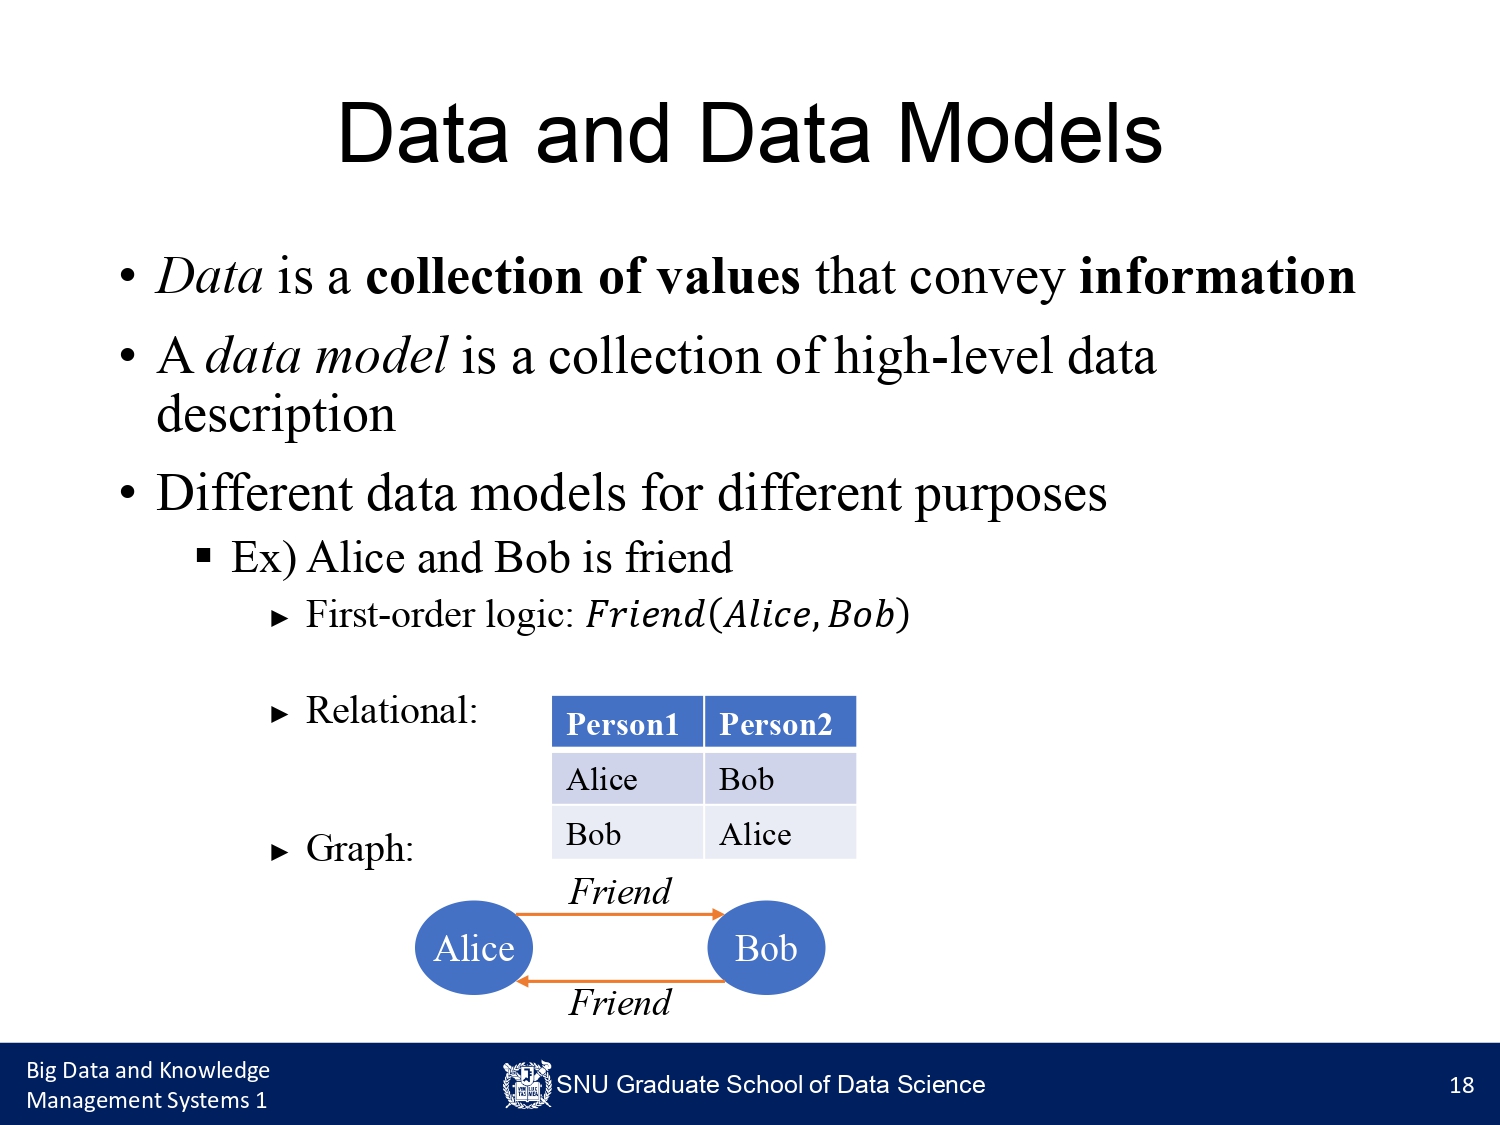 Data and Data Models
• Data is a collection of values that convey information
• A data model is a collection of high-level data
description
• Different data models for different purposes
▪ Ex) Alice and Bob is friend
► First-order logic: Friend(Alice, Bob)
► Relational:
Person1 Person2
Alice Bob
Bob Alice
► Graph:
Friend
Alice Bob
Friend
Big Data and Knowledge
Management Systems 1
SNU Graduate School of Data Science
18